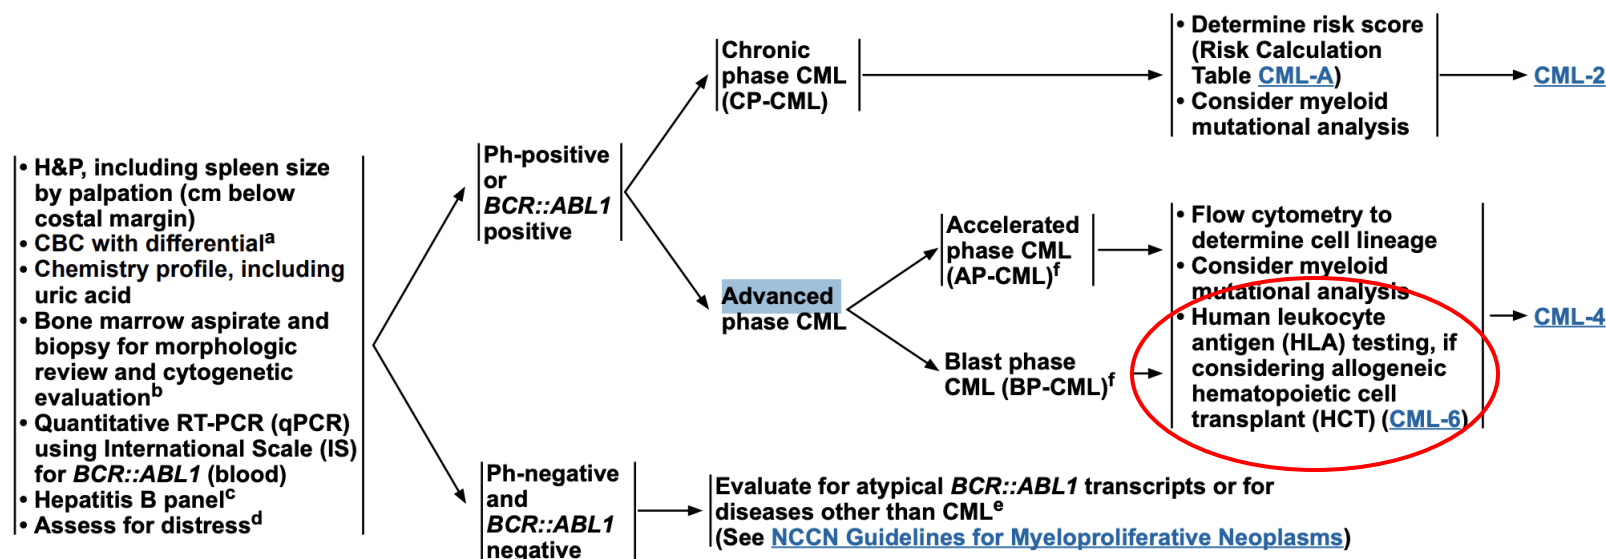 • H&P, including spleen size
by palpation (cm below
costal margin)
• CBC with differentialᵃ
• Chemistry profile, including
uric acid
• Bone marrow aspirate and
biopsy for morphologic
review and cytogenetic
evaluationᵇ
• Quantitative RT-PCR (qPCR)
using International Scale (IS)
for BCR::ABL1 (blood)
• Hepatitis B panelᶜ
• Assess for distressᵈ
Ph-positive
or
BCR::ABL1
positive
Chronic
phase CML
(CP-CML)
• Determine risk score
(Risk Calculation
Table CML-A)
• Consider myeloid
mutational analysis
CML-2
Advanced
phase CML
Accelerated
phase CML
(AP-CML)ᶠ
Blast phase
CML (BP-CML)ᶠ
• Flow cytometry to
determine cell lineage
• Consider myeloid
mutational analysis
• Human leukocyte
antigen (HLA) testing, if
considering allogeneic
hematopoietic cell
transplant (HCT) (CML-6)
CML-4
Ph-negative
and
BCR::ABL1
negative
Evaluate for atypical BCR::ABL1 transcripts or for
diseases other than CMLᵉ
(See NCCN Guidelines for Myeloproliferative Neoplasms)